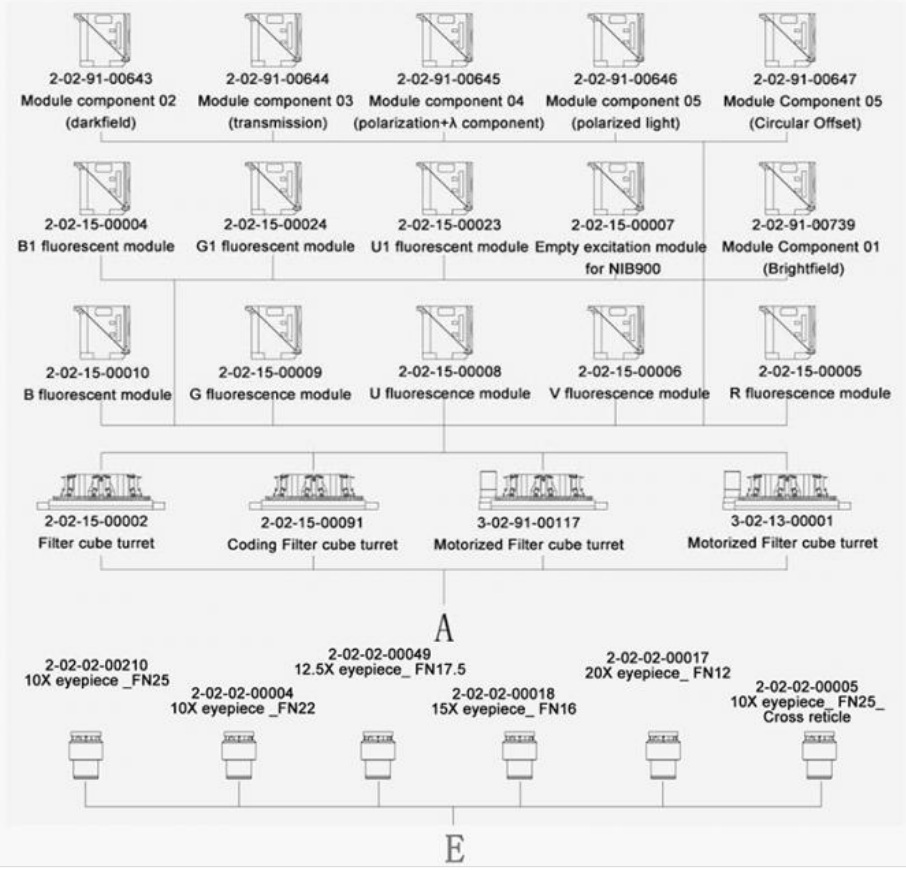 2-02-91-00643
Module component 02
(darkfield)
2-02-91-00644
Module component 03
(transmission)
2-02-91-00645
Module component 04
(polarization+λ component)
2-02-91-00646
Module component 05
(polarized light)
2-02-91-00647
Module Component 05
(Circular Offset)
2-02-15-00004
B1 fluorescent module
2-02-15-00024
G1 fluorescent module
2-02-15-00023
U1 fluorescent module
2-02-15-00007
Empty excitation module
for NIB900
2-02-91-00739
Module Component 01
(Brightfield)
2-02-15-00010
B fluorescent module
2-02-15-00009
G fluorescence module
2-02-15-00008
U fluorescence module
2-02-15-00006
V fluorescence module
2-02-15-00005
R fluorescence module
2-02-15-00002
Filter cube turret
2-02-15-00091
Coding Filter cube turret
3-02-91-00117
Motorized Filter cube turret
3-02-13-00001
Motorized Filter cube turret
A
2-02-02-00210
10X eyepiece _FN25
2-02-02-00004
10X eyepiece _FN22
2-02-02-00049
12.5X eyepiece_ FN17.5
2-02-02-00018
15X eyepiece_ FN16
2-02-02-00017
20X eyepiece_ FN12
2-02-02-00005
10X eyepiece_ FN25_
Cross reticle
E